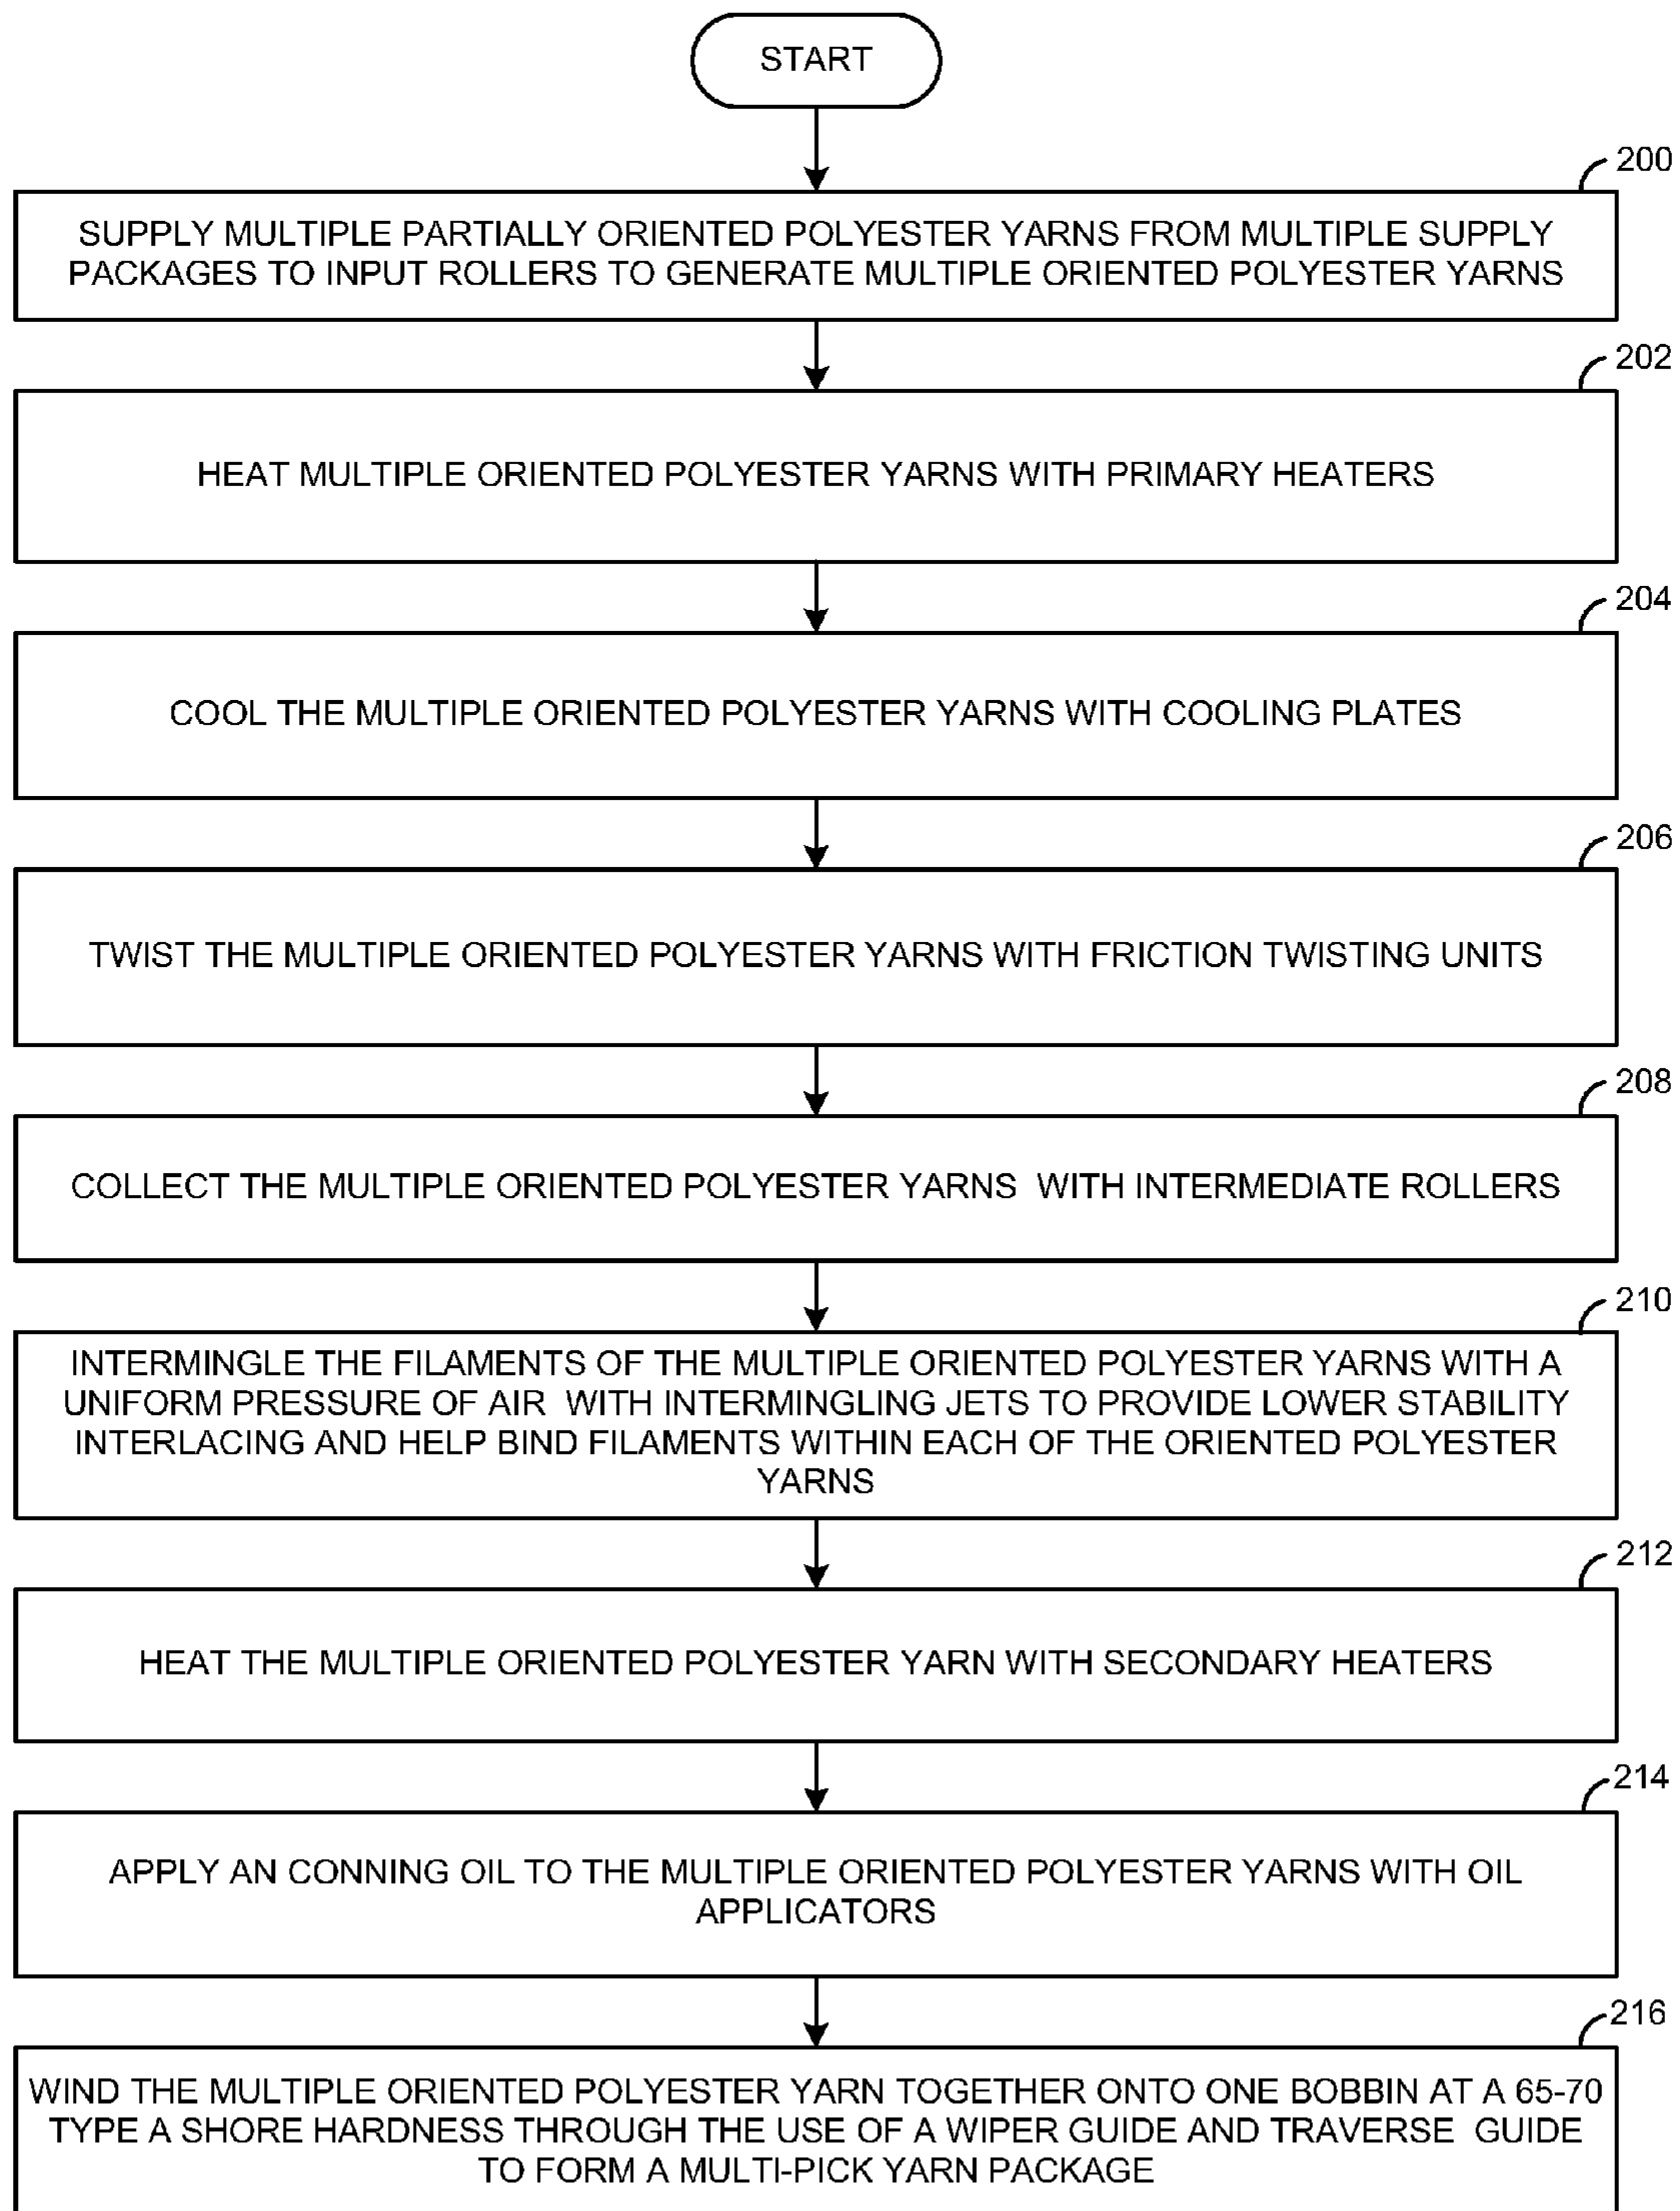 START
200
SUPPLY MULTIPLE PARTIALLY ORIENTED POLYESTER YARNS FROM MULTIPLE SUPPLY
PACKAGES TO INPUT ROLLERS TO GENERATE MULTIPLE ORIENTED POLYESTER YARNS
202
HEAT MULTIPLE ORIENTED POLYESTER YARNS WITH PRIMARY HEATERS
204
COOL THE MULTIPLE ORIENTED POLYESTER YARNS WITH COOLING PLATES
206
TWIST THE MULTIPLE ORIENTED POLYESTER YARNS WITH FRICTION TWISTING UNITS
208
COLLECT THE MULTIPLE ORIENTED POLYESTER YARNS WITH INTERMEDIATE ROLLERS
210
INTERMINGLE THE FILAMENTS OF THE MULTIPLE ORIENTED POLYESTER YARNS WITH A
UNIFORM PRESSURE OF AIR WITH INTERMINGLING JETS TO PROVIDE LOWER STABILITY
INTERLACING AND HELP BIND FILAMENTS WITHIN EACH OF THE ORIENTED POLYESTER
YARNS
212
HEAT THE MULTIPLE ORIENTED POLYESTER YARN WITH SECONDARY HEATERS
214
APPLY AN CONNING OIL TO THE MULTIPLE ORIENTED POLYESTER YARNS WITH OIL
APPLICATORS
216
WIND THE MULTIPLE ORIENTED POLYESTER YARN TOGETHER ONTO ONE BOBBIN AT A 65-70
TYPE A SHORE HARDNESS THROUGH THE USE OF A WIPER GUIDE AND TRAVERSE GUIDE
TO FORM A MULTI-PICK YARN PACKAGE